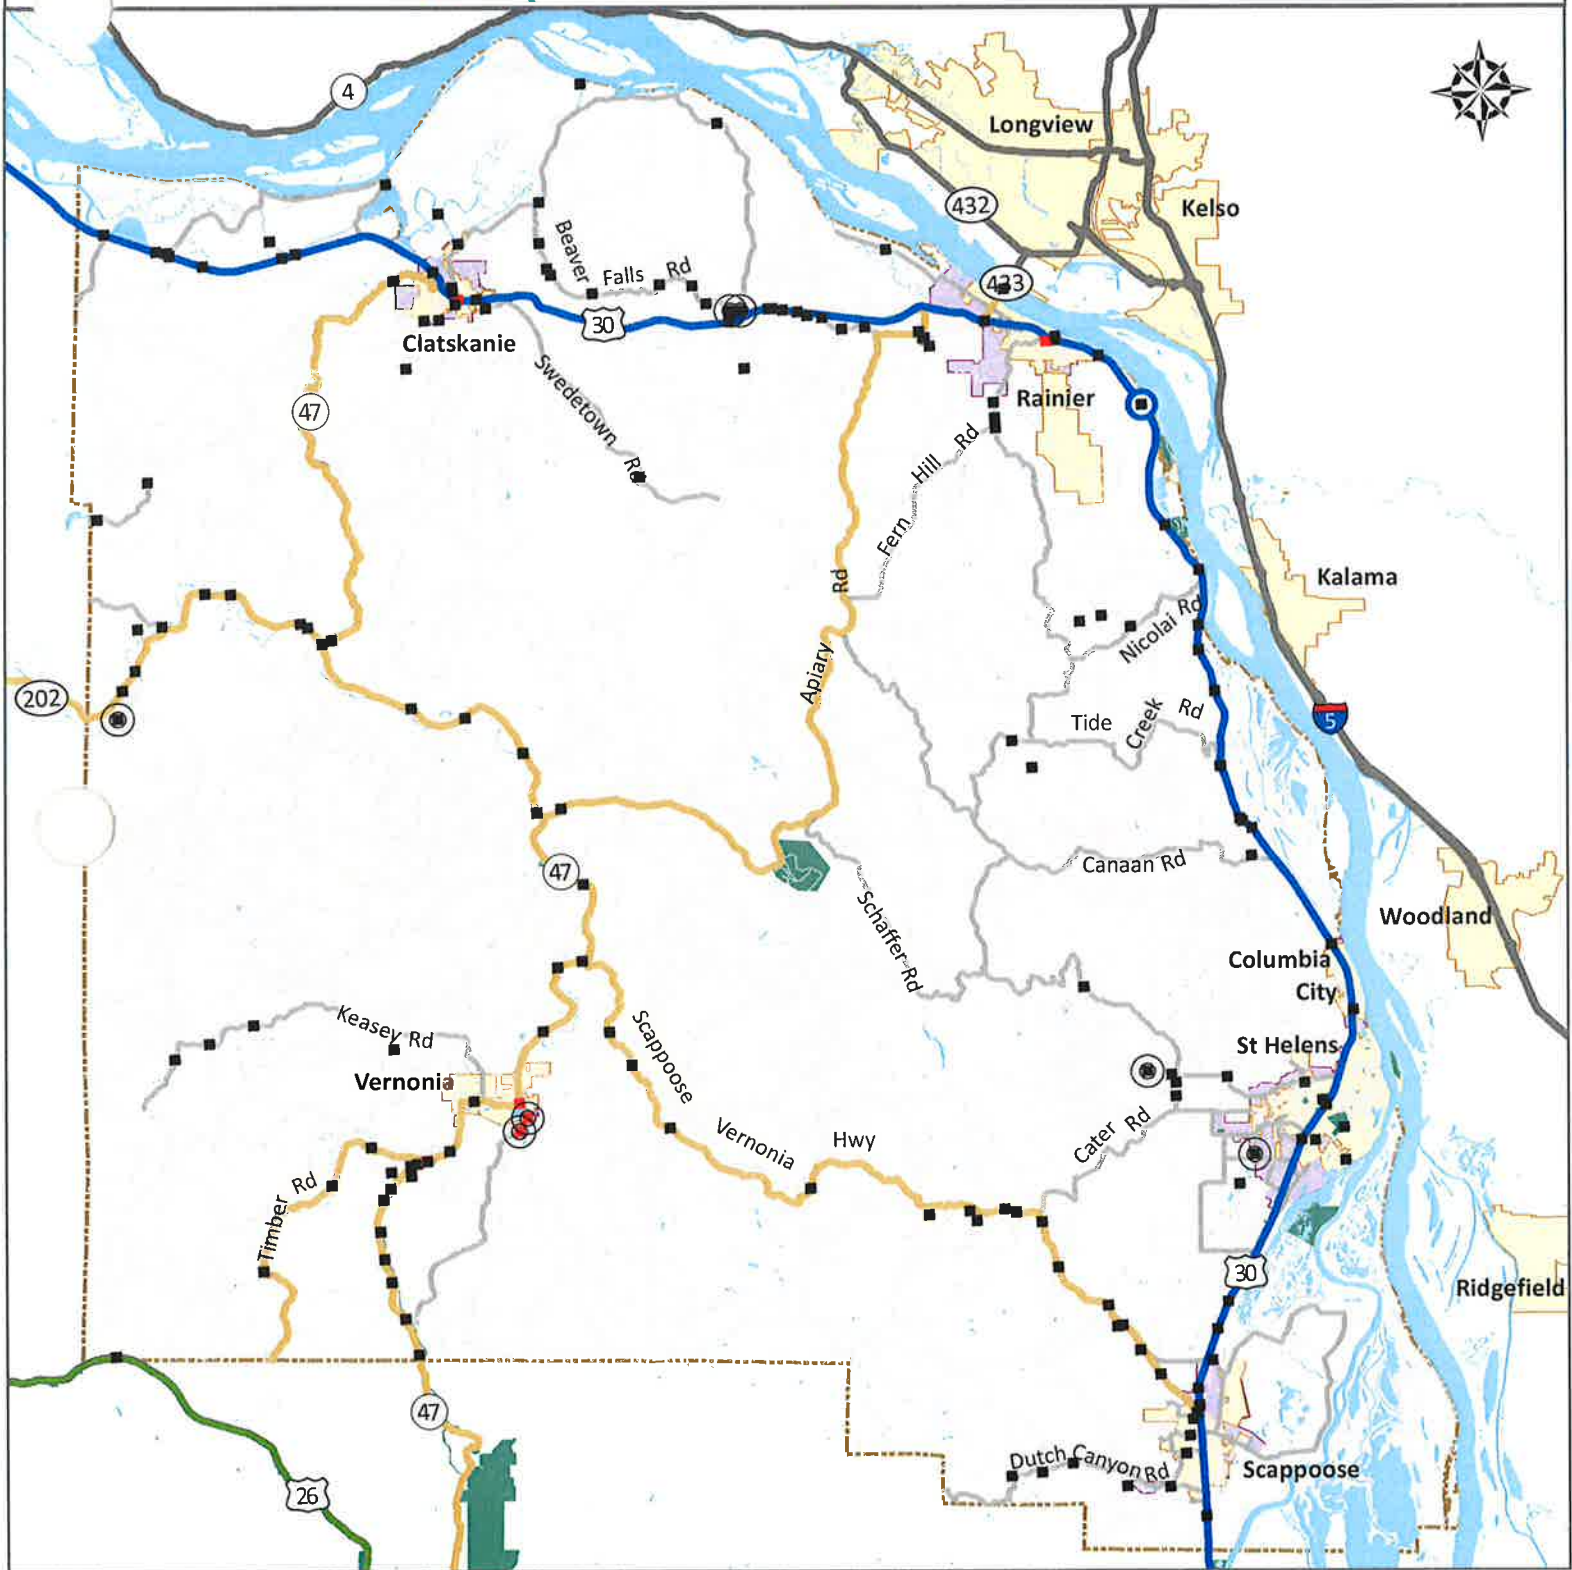 4
Longview
432
Kelso
433
Beaver
Falls
Rd
30
Clatskanie
Swedetown
Rd
47
Rainier
Fern
Hill
Rd
Kalama
Apiary
Rd
Nicolai Rd
202
Tide
Creek
Rd
5
47
Canaan Rd
Schaffer Rd
Woodland
Columbia
City
Keasey Rd
St Helens
Vernonia
Scappoose
Vernonia
Hwy
Cater
Rd
Timber
Rd
30
Ridgefield
47
Dutch Canyon Rd
Scappoose
26